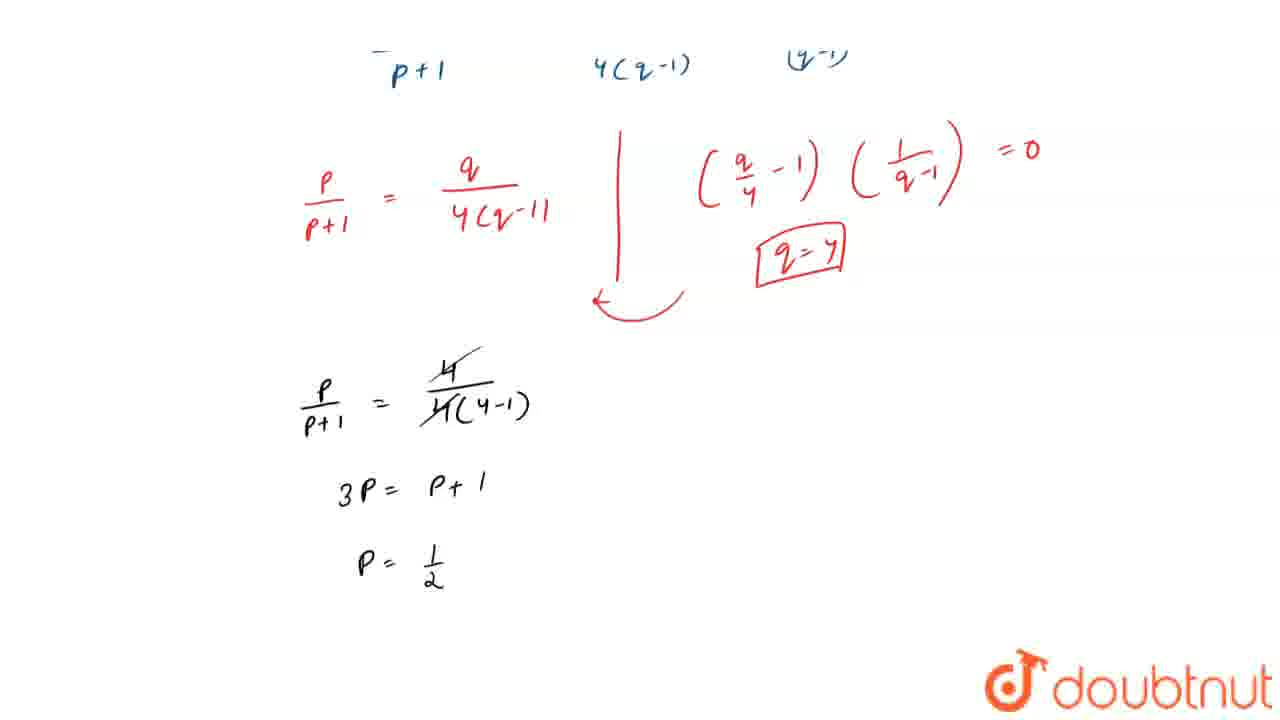 p+1 4(q-1) (q-1)
p/p+1 = q/4(q-1) | (q/4 - 1) (1/q-1) = 0
q = 4
p/p+1 = 4/4(4-1)
3P = P+1
P = 1/2
doubtnut